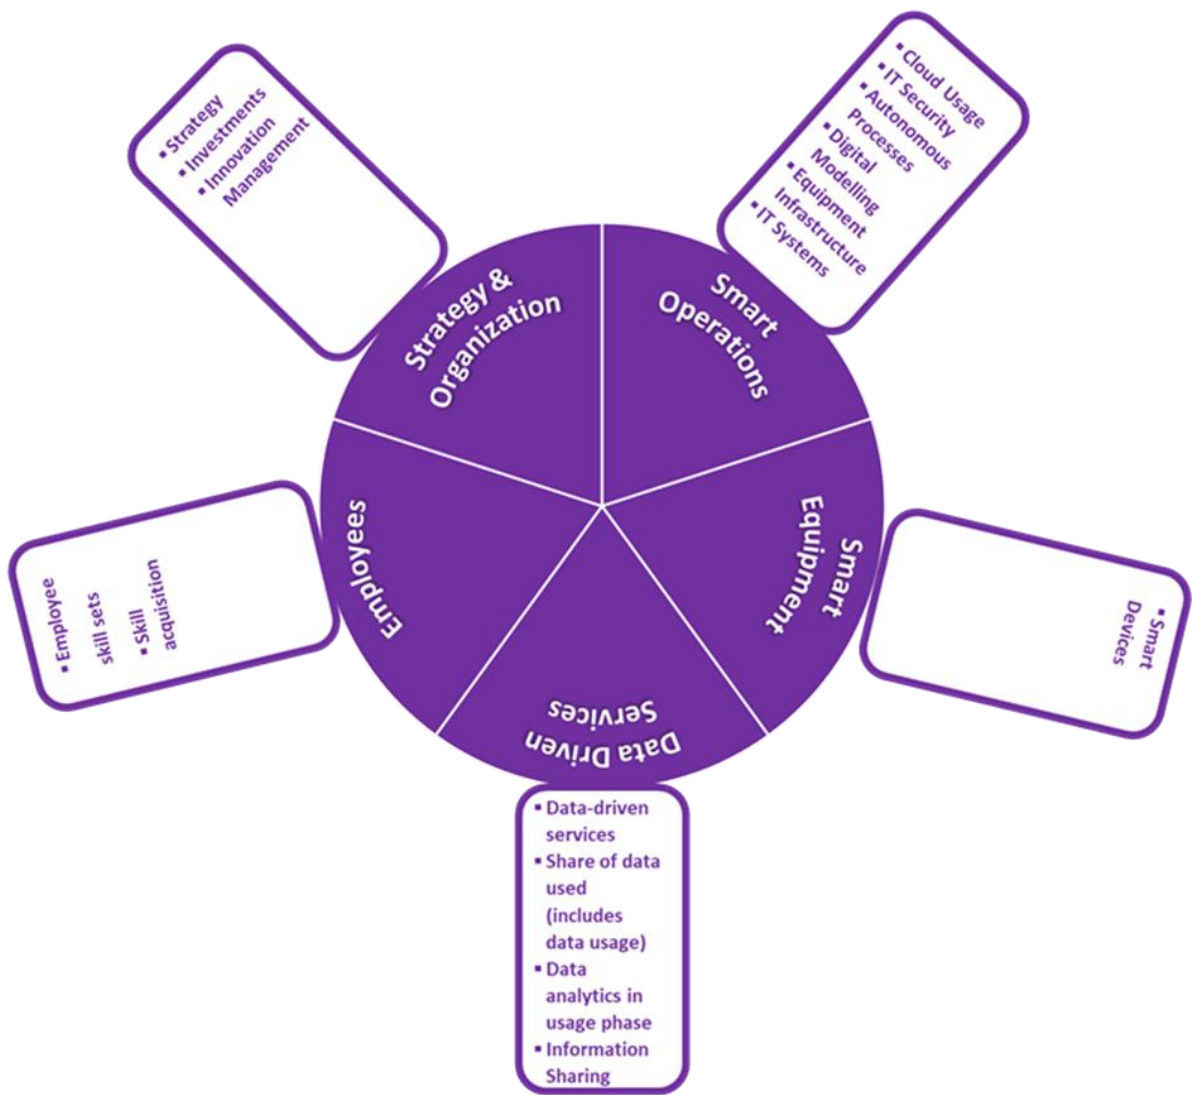 ▪ Strategy
▪ Investments
▪ Innovation
Management
▪ Cloud Usage
▪ IT Security
▪ Autonomous
Processes
▪ Digital
Modelling
▪ Equipment
Infrastructure
▪ IT Systems
Strategy &
Organization
Smart
Operations
Employees
Smart
Equipment
Data Driven
Services
▪ Employee
skill sets
▪ Skill
acquisition
▪ Smart
Devices
▪ Data-driven
services
▪ Share of data
used
(includes
data usage)
▪ Data
analytics in
usage phase
▪ Information
Sharing